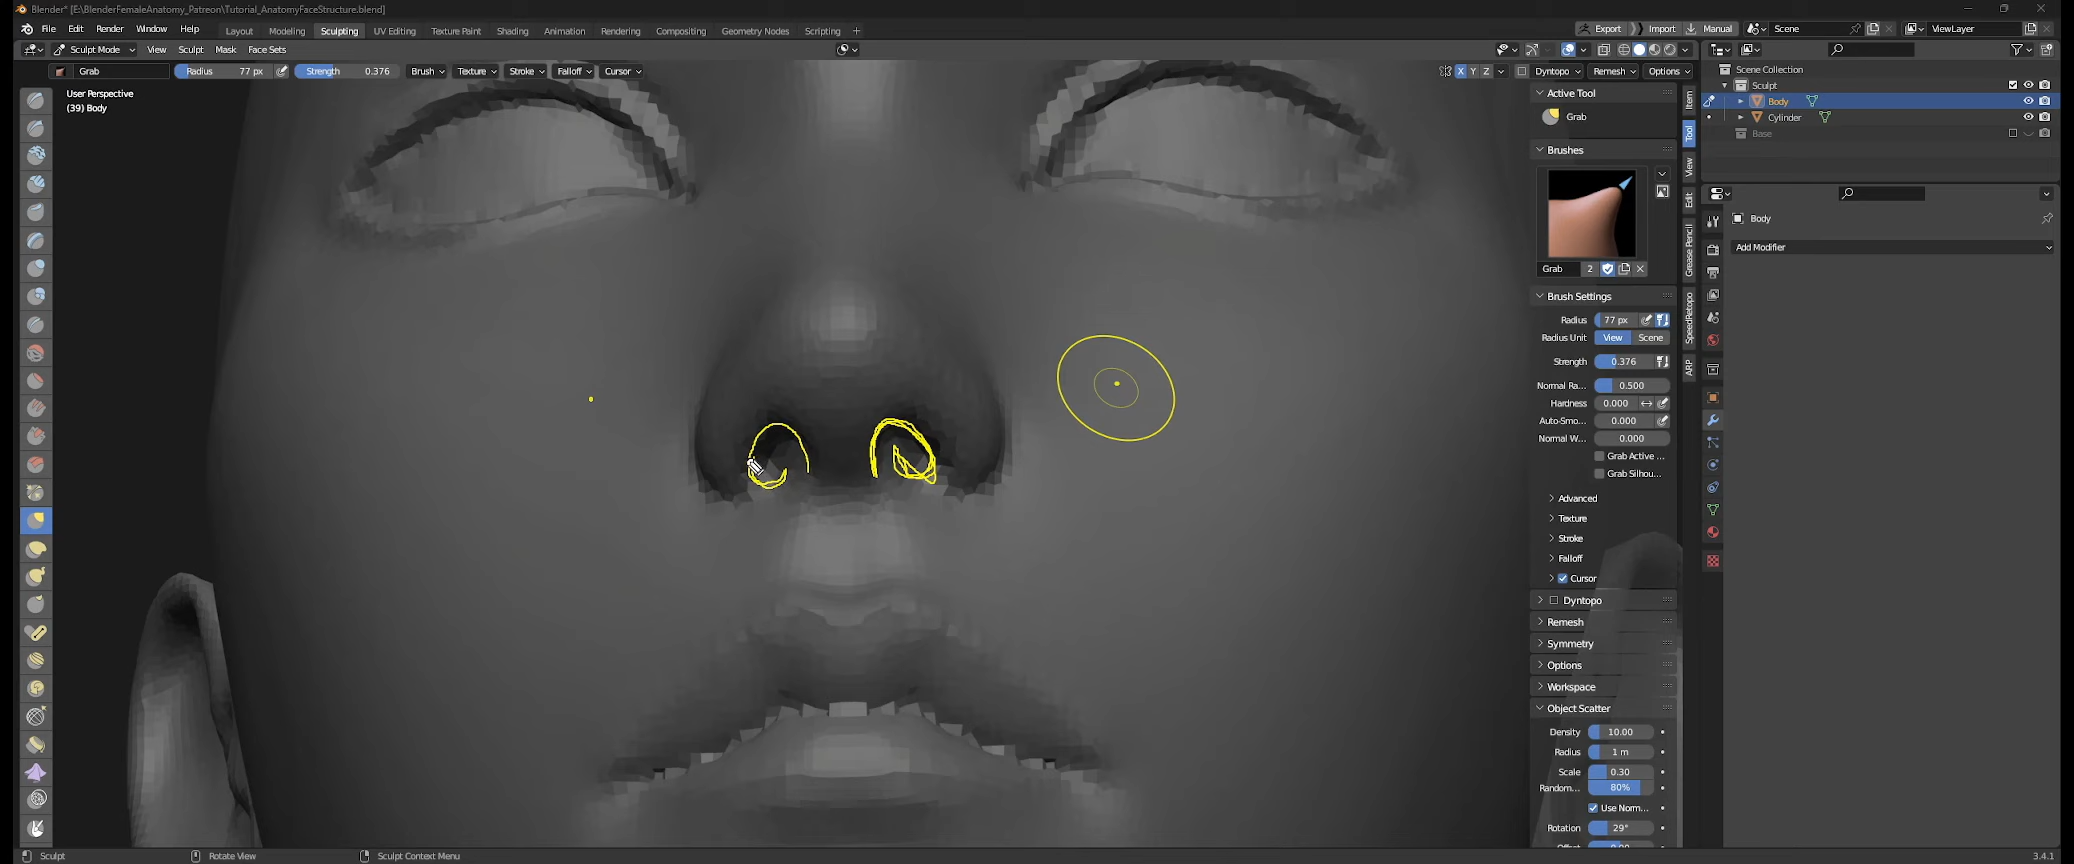 Blender* [E:\BlenderFemaleAnatomy_Patreon\Tutorial_AnatomyFaceStructure.blend]
File Edit Render Window Help Layout Modeling Sculpting UV Editing Texture Paint Shading Animation Rendering Compositing Geometry Nodes Scripting + Export Import Manual Scene ViewLayer
Sculpt Mode View Sculpt Mask Face Sets
Grab Radius 77 px Strength 0.376 Brush Texture Stroke Falloff Cursor X Y Z Dyntopo Remesh Options
User Perspective
(39) Body
Active Tool
Grab
Brushes
Grab 2
Brush Settings
Radius 77 px
Radius Unit View Scene
Strength 0.376
Normal Ra... 0.500
Hardness 0.000
Auto-Smo... 0.000
Normal W... 0.000
Grab Active ...
Grab Silhou...
Advanced
Texture
Stroke
Falloff
Cursor
Dyntopo
Remesh
Symmetry
Options
Workspace
Object Scatter
Density 10.00
Radius 1 m
Scale 0.30
Random... 80%
Use Norm...
Rotation 29°
Offset 0.00
Item
Tool
View
Edit
Grease Pencil
SpeedRetopo
ARP
Scene Collection
Sculpt
Body
Cylinder
Base
Body
Add Modifier
Sculpt Rotate View Sculpt Context Menu 3.4.1